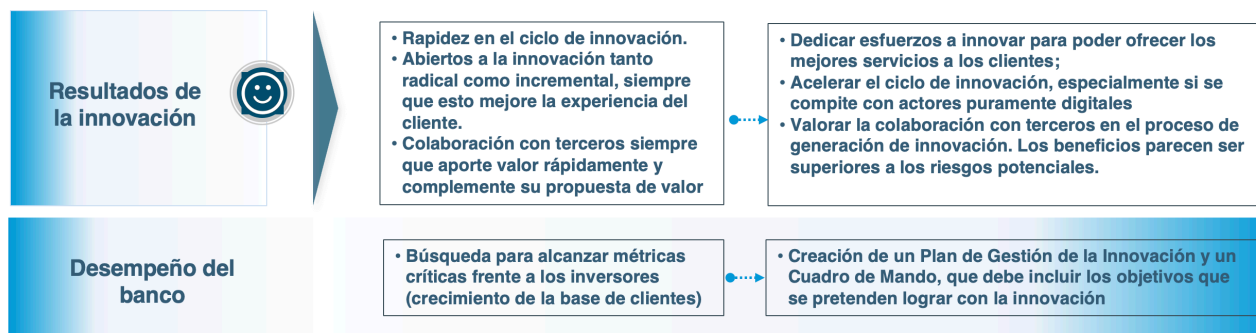 Resultados de
la innovación
• Rapidez en el ciclo de innovación.
• Abiertos a la innovación tanto
radical como incremental, siempre
que esto mejore la experiencia del
cliente.
• Colaboración con terceros siempre
que aporte valor rápidamente y
complemente su propuesta de valor
• Dedicar esfuerzos a innovar para poder ofrecer los
mejores servicios a los clientes;
• Acelerar el ciclo de innovación, especialmente si se
compite con actores puramente digitales
• Valorar la colaboración con terceros en el proceso de
generación de innovación. Los beneficios parecen ser
superiores a los riesgos potenciales.
Desempeño del
banco
• Búsqueda para alcanzar métricas
críticas frente a los inversores
(crecimiento de la base de clientes)
• Creación de un Plan de Gestión de la Innovación y un
Cuadro de Mando, que debe incluir los objetivos que
se pretenden lograr con la innovación